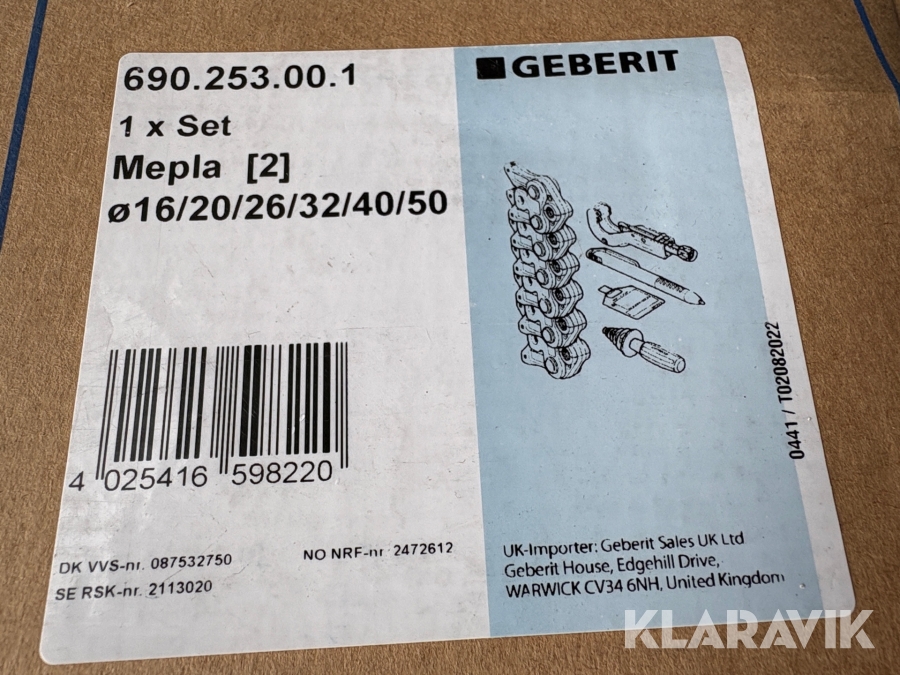 690.253.00.1
1 x Set
Mepla [2]
ø16/20/26/32/40/50
GEBERIT
4 025416 598220
DK VVS-nr. 087532750
NO NRF-nr 2472612
SE RSK-nr. 2113020
UK-Importer: Geberit Sales UK Ltd
Geberit House, Edgehill Drive,
WARWICK CV34 6NH, United Kingdom
0441 / T02082022
KLARAVIK